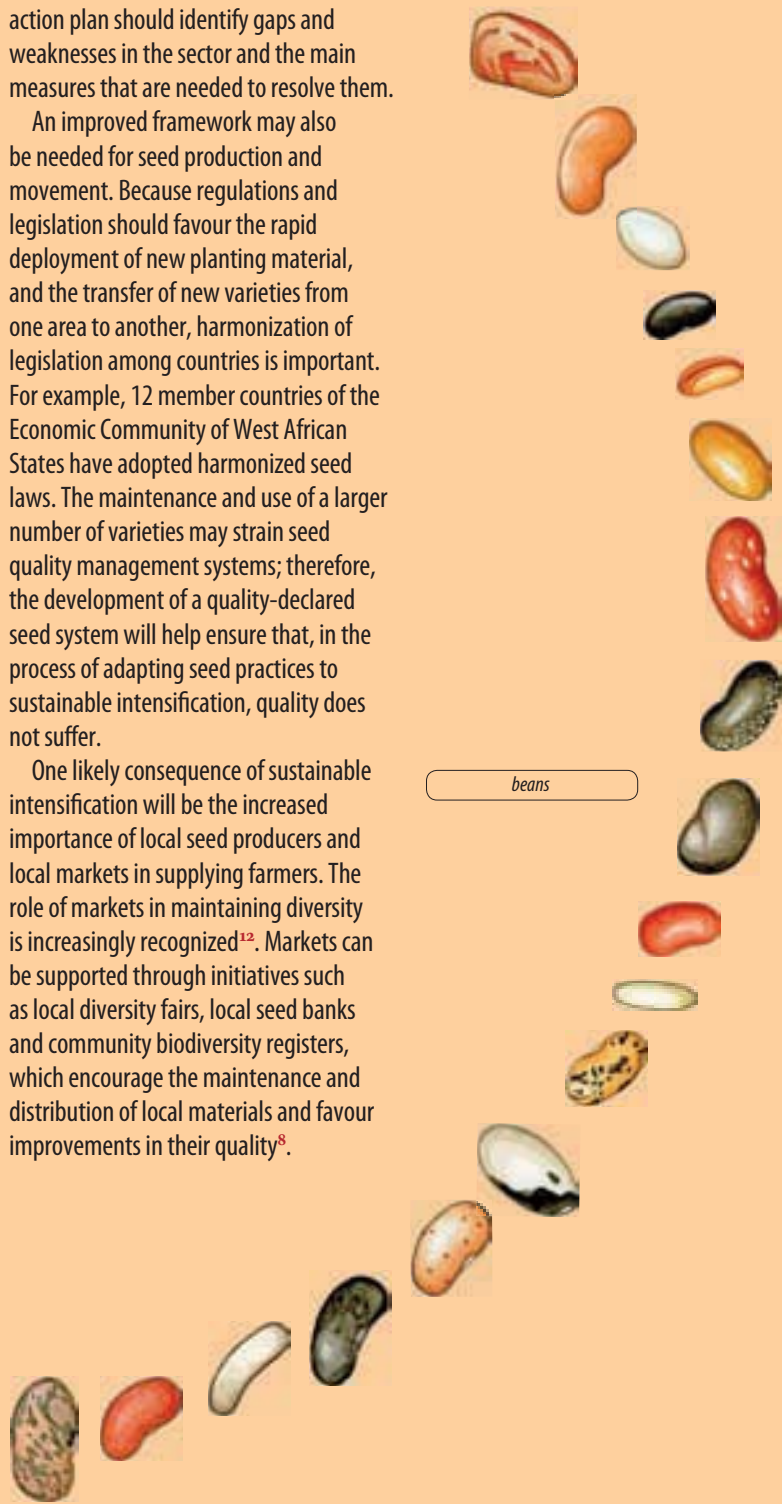 action plan should identify gaps and
weaknesses in the sector and the main
measures that are needed to resolve them.
An improved framework may also
be needed for seed production and
movement. Because regulations and
legislation should favour the rapid
deployment of new planting material,
and the transfer of new varieties from
one area to another, harmonization of
legislation among countries is important.
For example, 12 member countries of the
Economic Community of West African
States have adopted harmonized seed
laws. The maintenance and use of a larger
number of varieties may strain seed
quality management systems; therefore,
the development of a quality-declared
seed system will help ensure that, in the
process of adapting seed practices to
sustainable intensification, quality does
not suffer.
One likely consequence of sustainable
intensification will be the increased
importance of local seed producers and
local markets in supplying farmers. The
role of markets in maintaining diversity
is increasingly recognized¹². Markets can
be supported through initiatives such
as local diversity fairs, local seed banks
and community biodiversity registers,
which encourage the maintenance and
distribution of local materials and favour
improvements in their quality⁸.
beans